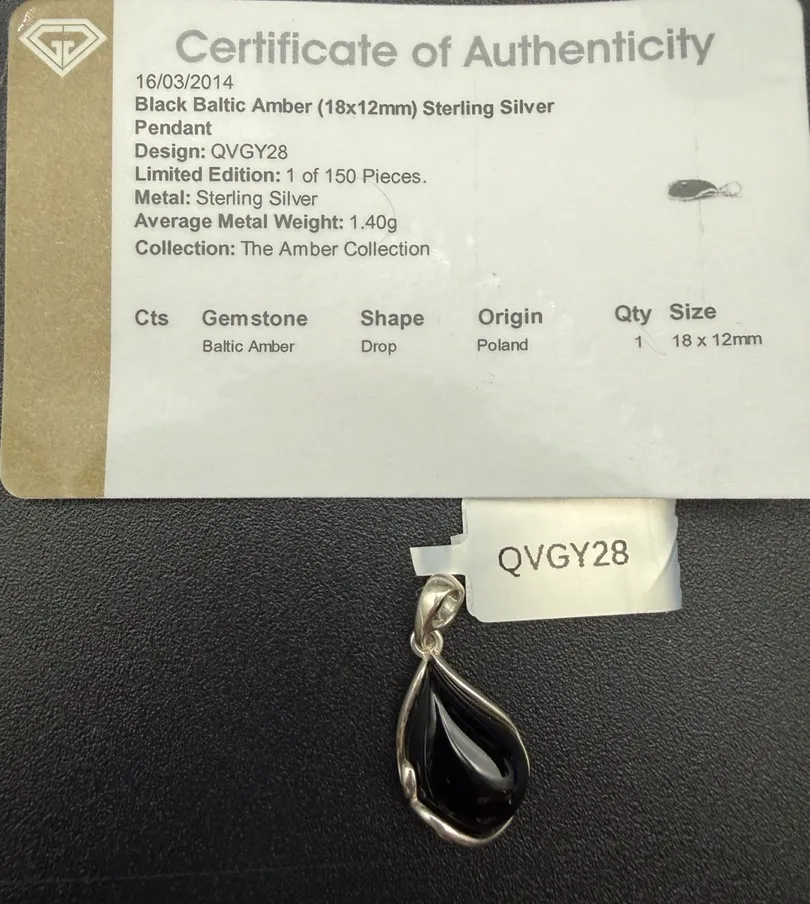 Certificate of Authenticity
16/03/2014
Black Baltic Amber (18x12mm) Sterling Silver
Pendant
Design: QVGY28
Limited Edition: 1 of 150 Pieces.
Metal: Sterling Silver
Average Metal Weight: 1.40g
Collection: The Amber Collection
Cts Gemstone Shape Origin Qty Size
Baltic Amber Drop Poland 1 18 x 12mm
QVGY28